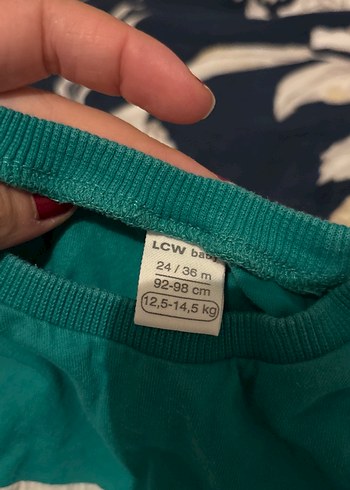 LCW baby
24 / 36 m
92-98 cm
12,5-14,5 kg